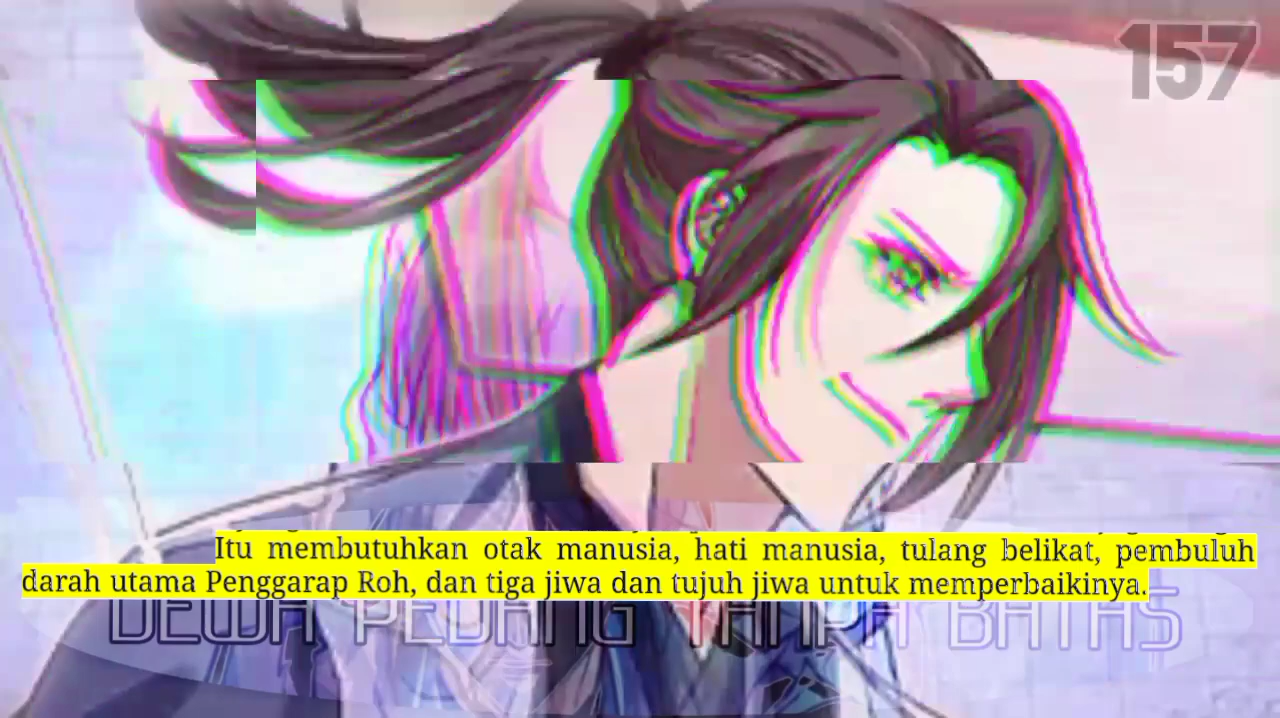 157
Itu membutuhkan otak manusia, hati manusia, tulang belikat, pembuluh
darah utama Penggarap Roh, dan tiga jiwa dan tujuh jiwa untuk memperbaikinya.
DEWA PEDANG TANPA BATAS